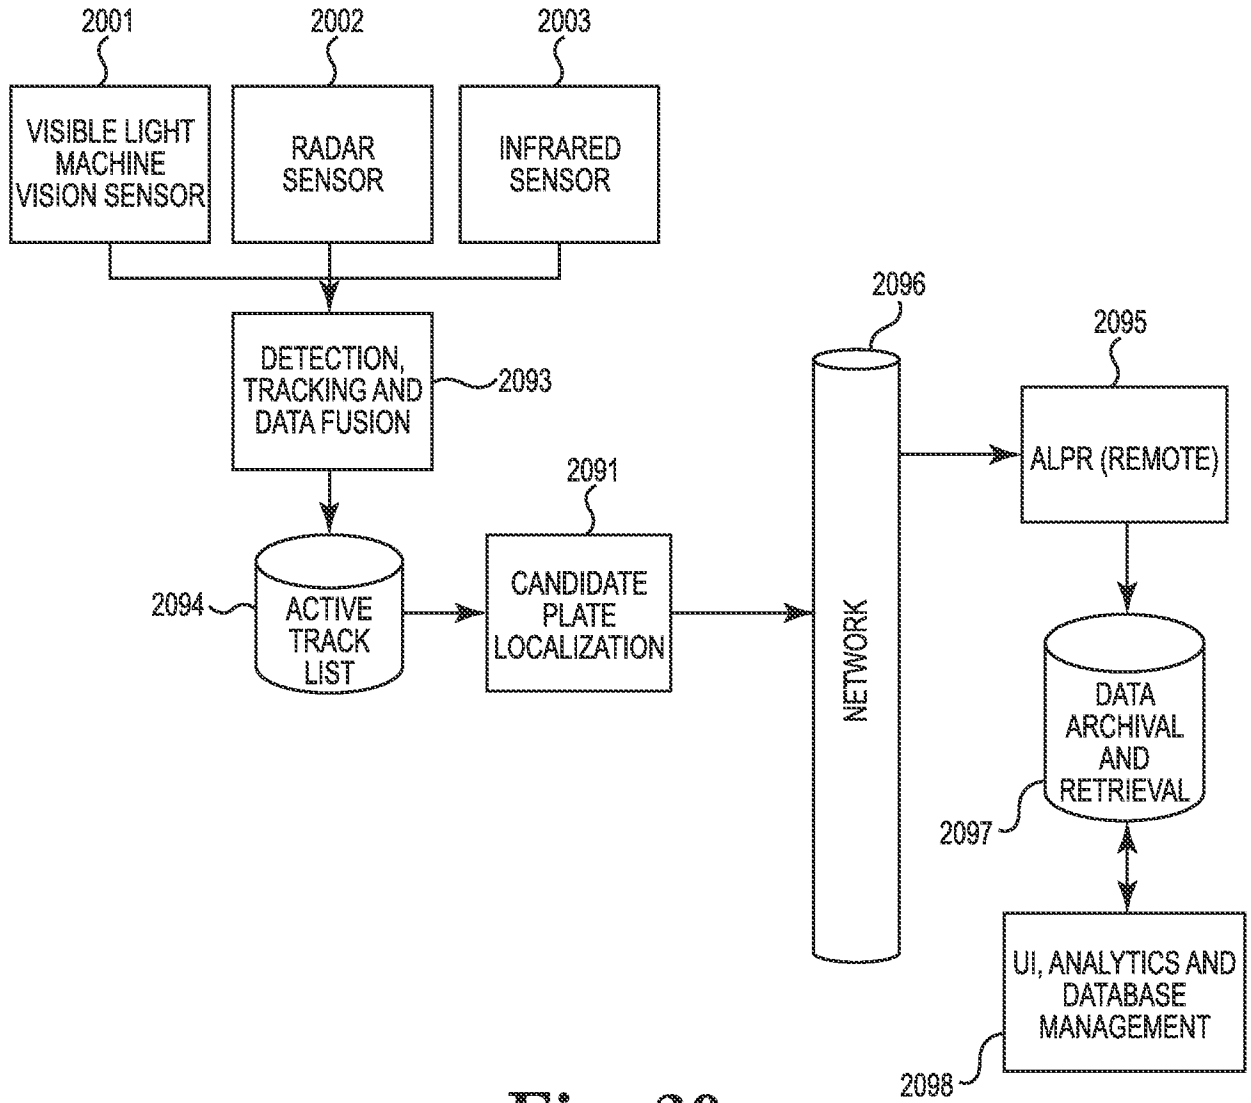 2001
2002
2003
VISIBLE LIGHT
MACHINE
VISION SENSOR
RADAR
SENSOR
INFRARED
SENSOR
2096
2095
DETECTION,
TRACKING AND
DATA FUSION
2093
ALPR (REMOTE)
2091
2094
ACTIVE
TRACK
LIST
CANDIDATE
PLATE
LOCALIZATION
NETWORK
DATA
ARCHIVAL
AND
RETRIEVAL
2097
UI, ANALYTICS AND
DATABASE
MANAGEMENT
2098